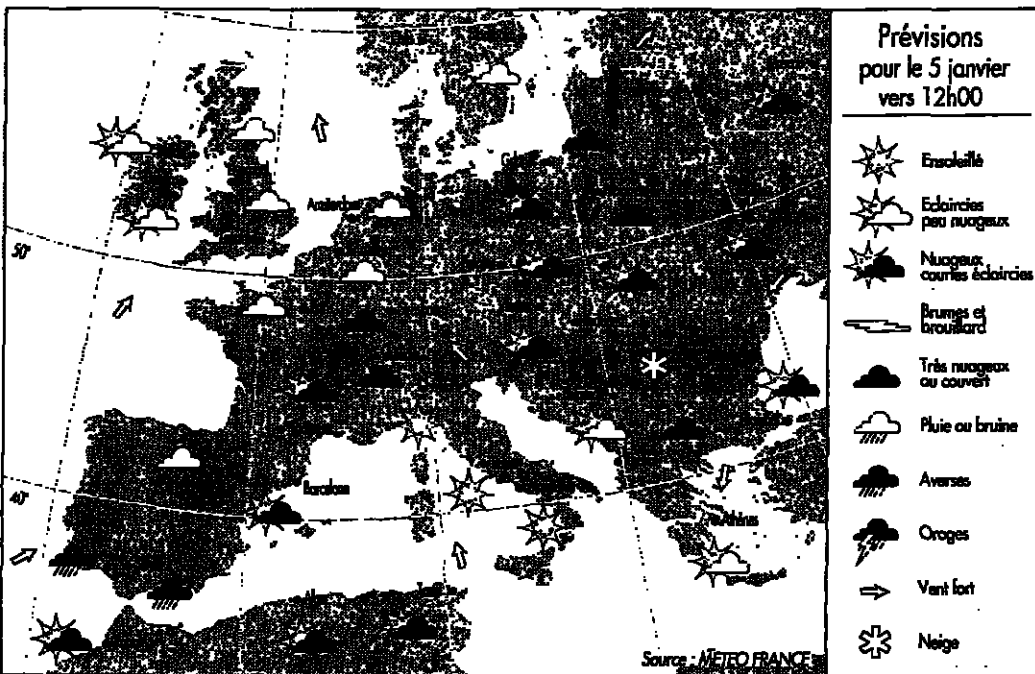 Prévisions
pour le 5 janvier
vers 12h00
Ensoleillé
Eclaircies
peu nuageux
Nuageux
courtes éclaircies
Brumes et
brouillard
Très nuageux
ou couvert
Pluie ou bruine
Averses
Orages
Vent fort
Neige
Amsterdam
50°
Barcelone
40°
Athènes
Source - METEO FRANCE